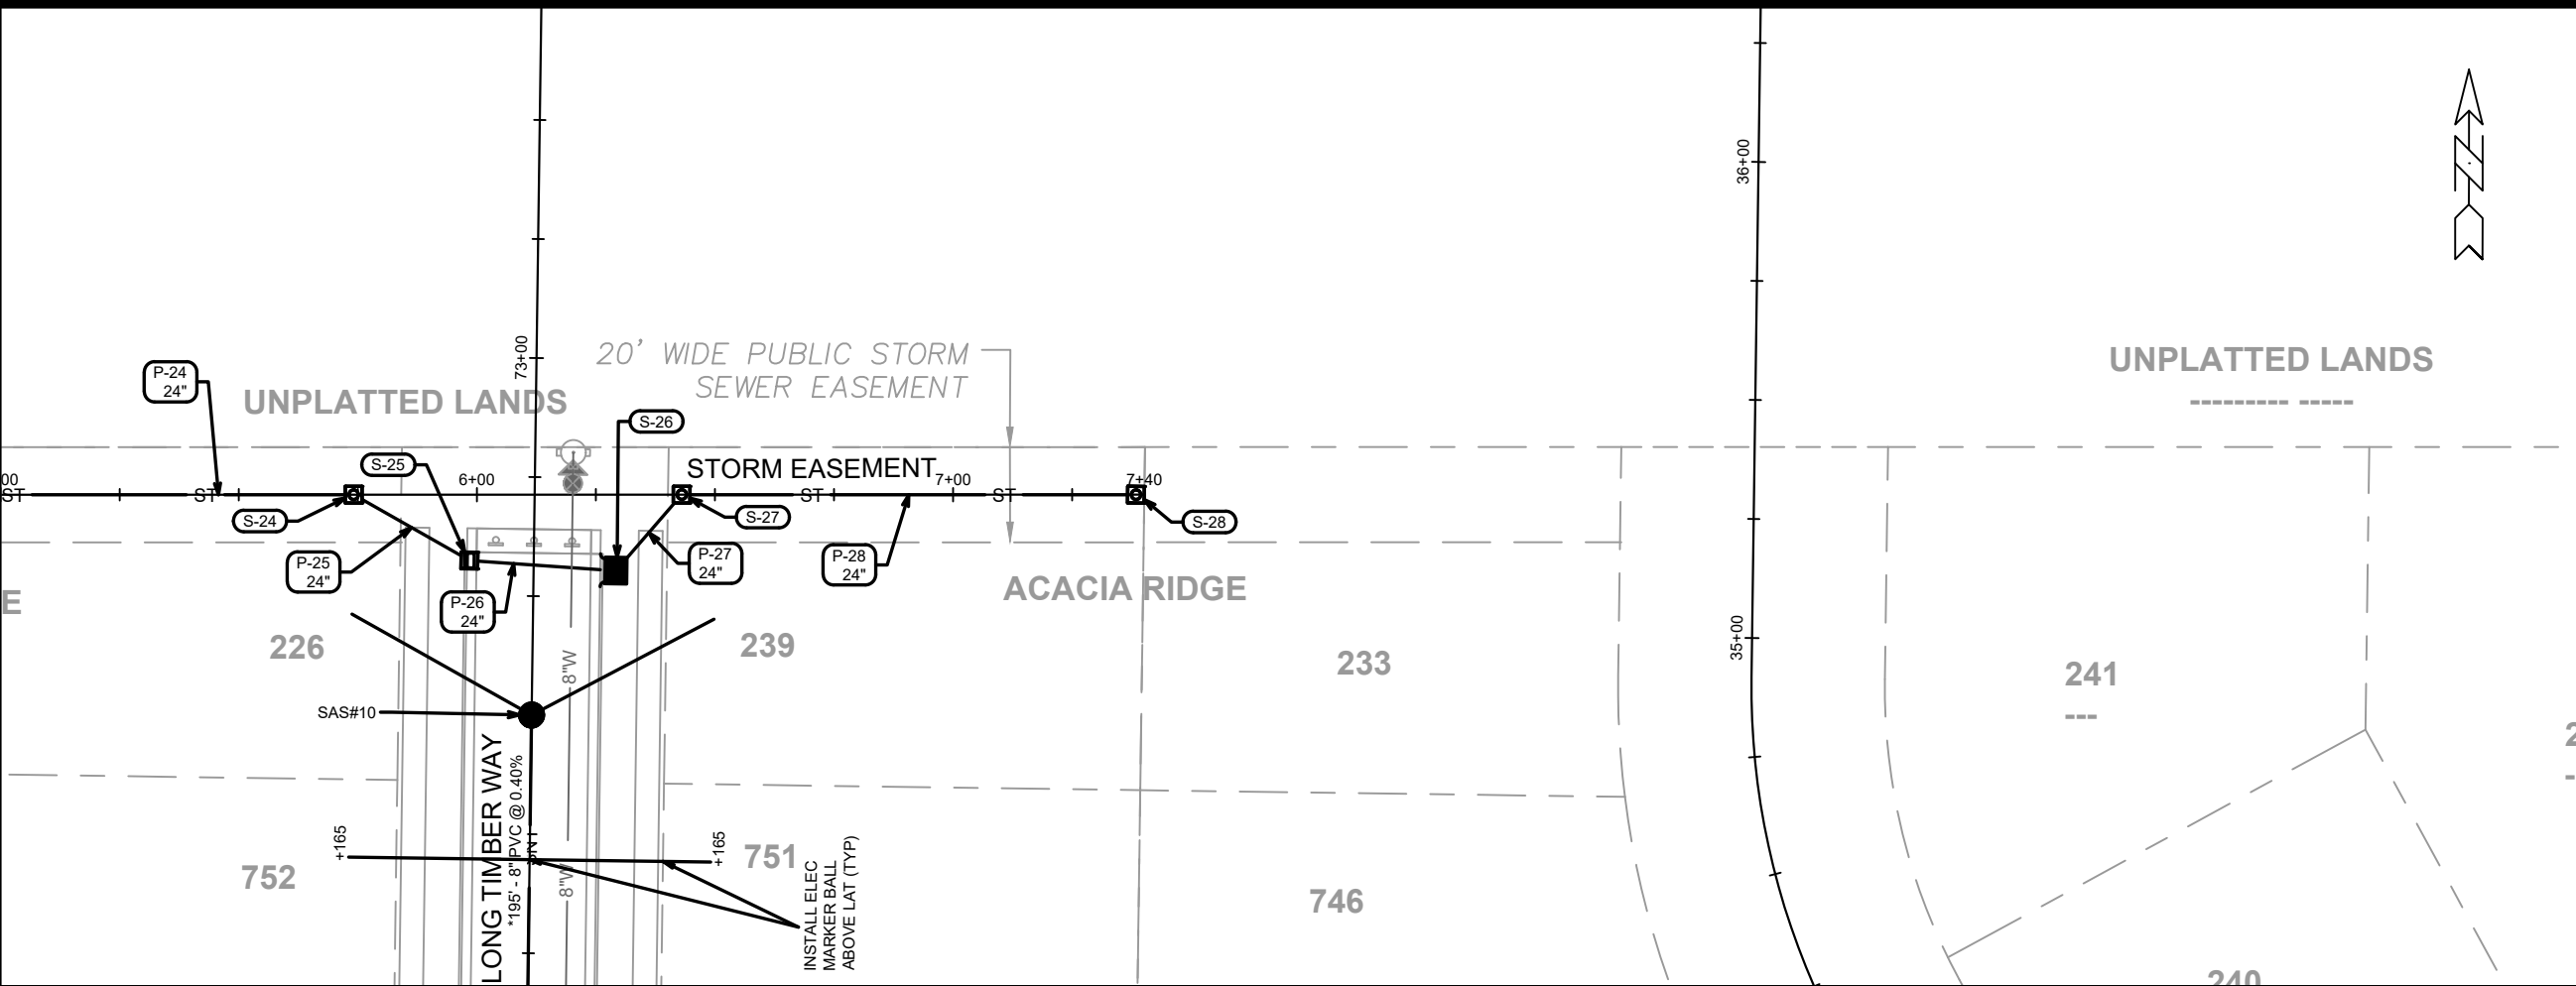 36+00
N
73+00
20' WIDE PUBLIC STORM
SEWER EASEMENT
UNPLATTED LANDS
--------- -----
P-24
24"
UNPLATTED LANDS
S-26
S-25
STORM EASEMENT
00
6+00
7+00
7+40
ST
ST
ST
ST
S-24
S-27
S-28
P-25
24"
P-27
24"
P-28
24"
P-26
24"
ACACIA RIDGE
E
226
239
35+00
233
241
---
8"W
SAS#10
LONG TIMBER WAY
*195' - 8" PVC @ 0.40%
+165
+165
751
752
8"W
INSTALL ELEC
MARKER BALL
ABOVE LAT (TYP)
746
240